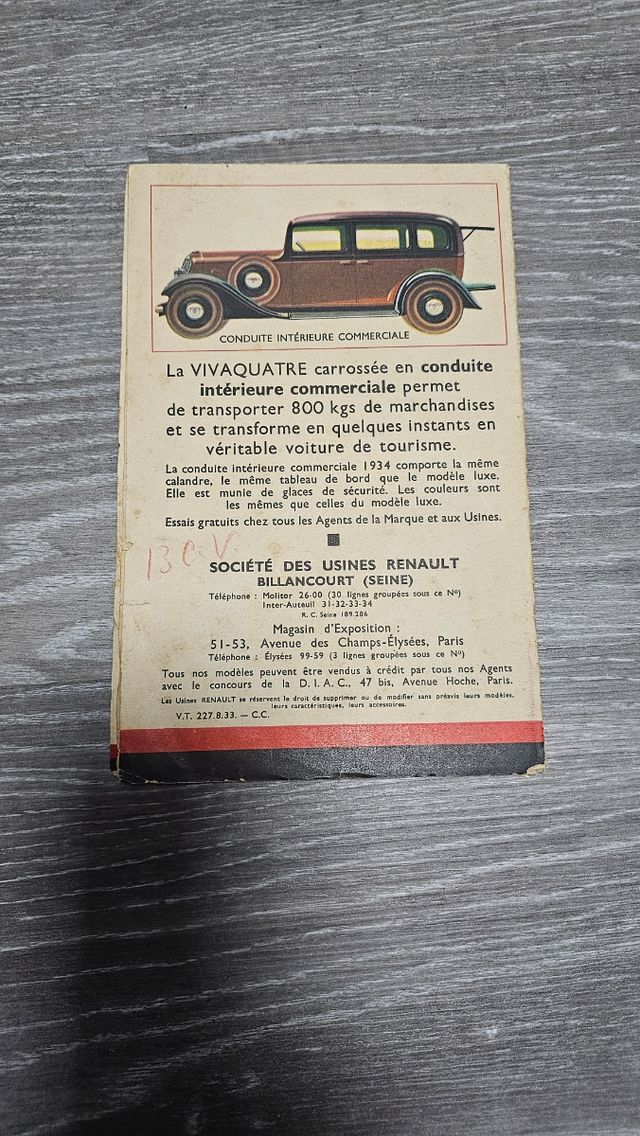 CONDUITE INTÉRIEURE COMMERCIALE
La VIVAQUATRE carrossée en conduite
intérieure commerciale permet
de transporter 800 kgs de marchandises
et se transforme en quelques instants en
véritable voiture de tourisme.
La conduite intérieure commerciale 1934 comporte la même
calandre, le même tableau de bord que le modèle luxe.
Elle est munie de glaces de sécurité. Les couleurs sont
les mêmes que celles du modèle luxe.
Essais gratuits chez tous les Agents de la Marque et aux Usines.
13 C.V.
SOCIÉTÉ DES USINES RENAULT
BILLANCOURT (SEINE)
Téléphone : Molitor 26-00 (30 lignes groupées sous ce No)
Inter-Auteuil 31-32-33-34
R. C. Seine 189.286
Magasin d'Exposition :
51-53, Avenue des Champs-Élysées, Paris
Téléphone : Élysées 99-59 (3 lignes groupées sous ce No)
Tous nos modèles peuvent être vendus à crédit par tous nos Agents
avec le concours de la D. I. A. C., 47 bis, Avenue Hoche, Paris.
Les Usines RENAULT se réservent le droit de supprimer ou de modifier sans préavis leurs modèles,
leurs caractéristiques, leurs accessoires.
V.T. 227.8.33. — C.C.